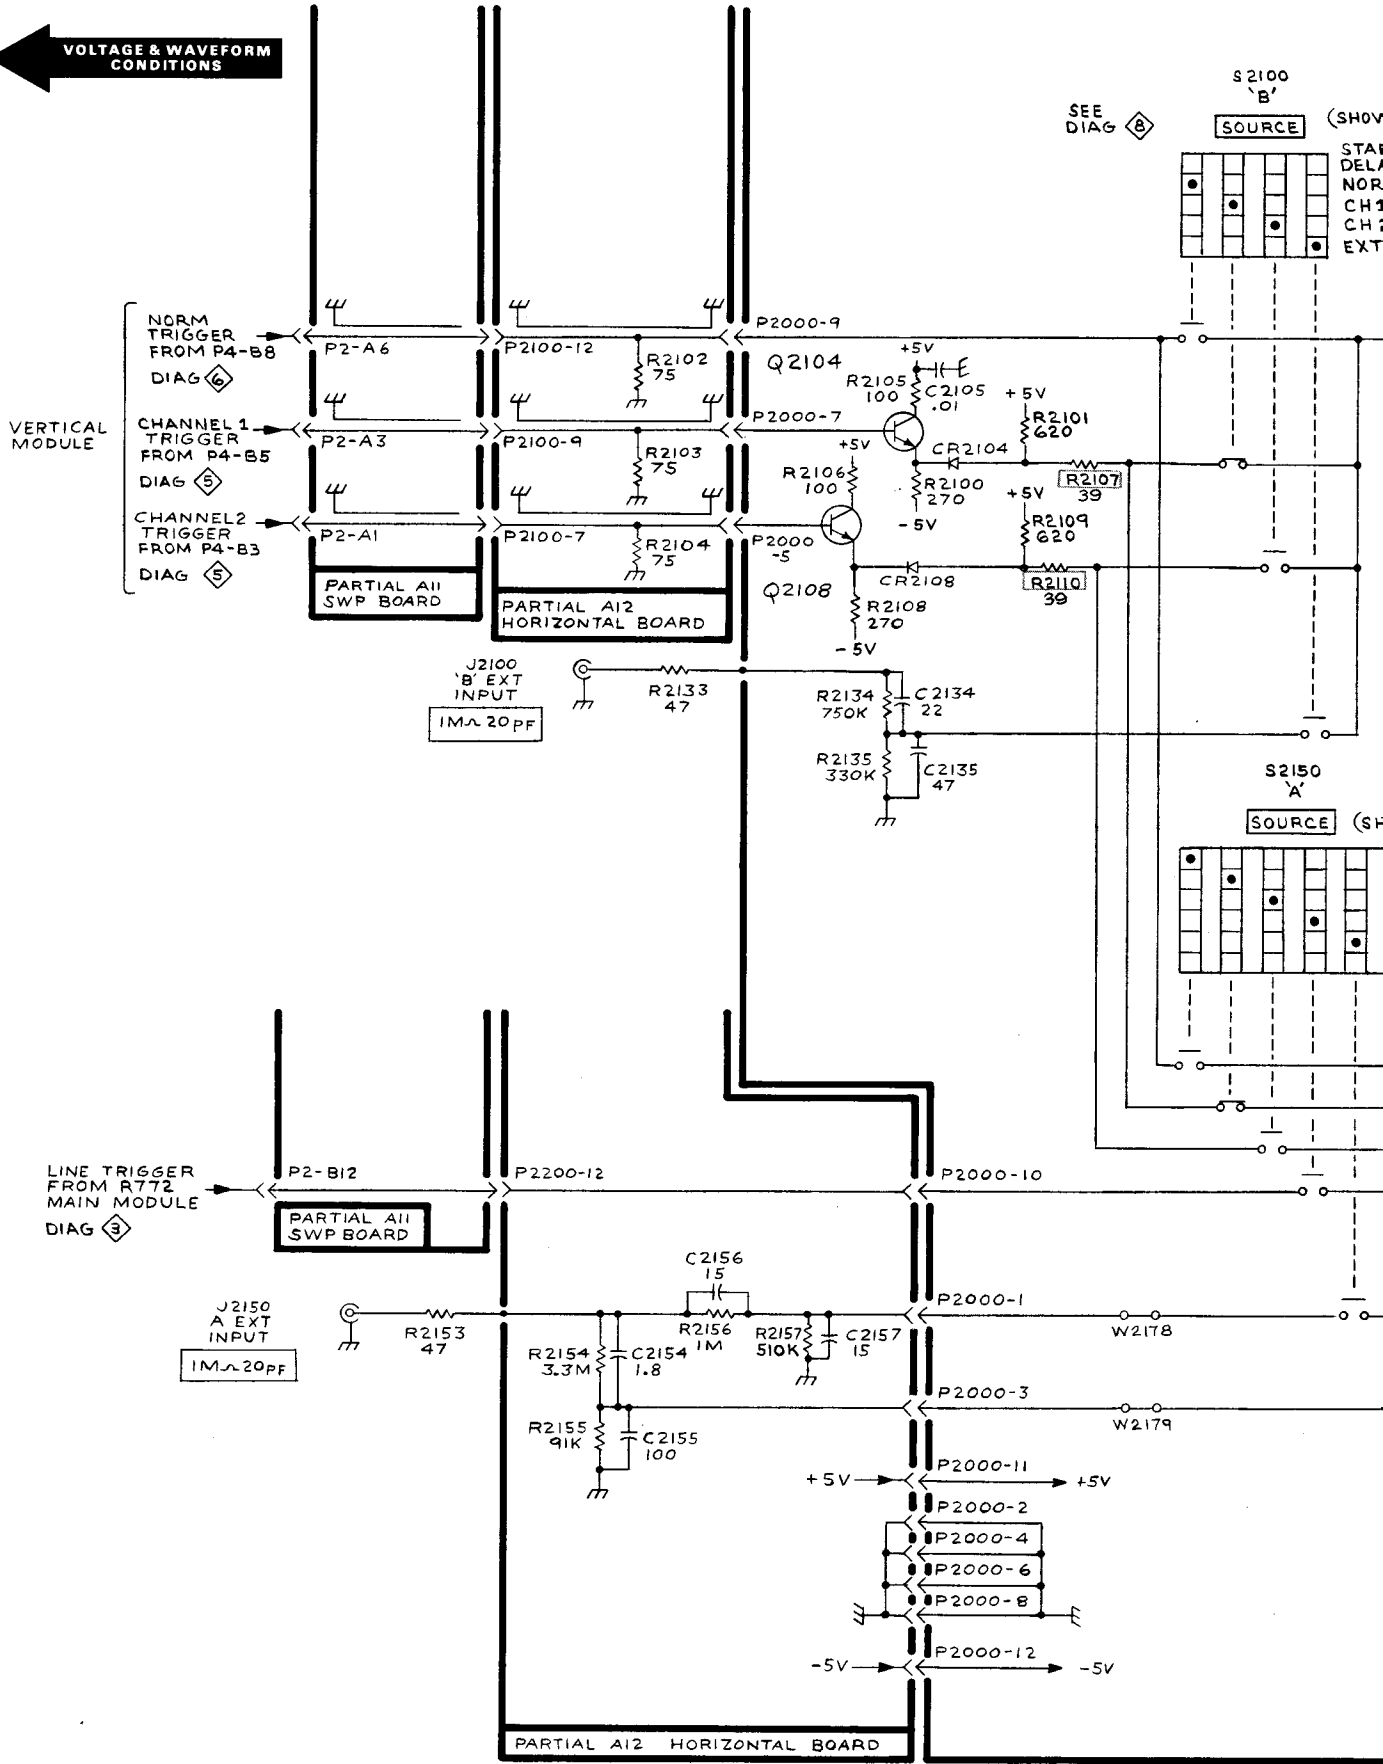 VOLTAGE & WAVEFORM
CONDITIONS
S2100
'B'
SEE
DIAG 8
SOURCE
STAR
DELA
NOR
CH 1
CH 2
EXT
VERTICAL
MODULE
NORM
TRIGGER
FROM P4-B8
DIAG 6
P2-A6
P2100-12
R2102
75
P2000-9
Q2104
+5V
R2105
100
C2105
.01
CHANNEL 1
TRIGGER
FROM P4-B5
DIAG 5
P2-A3
P2100-9
R2103
75
P2000-7
+5V
R2106
100
CR2104
+5V
R2101
620
R2107
39
R2100
270
-5V
CHANNEL 2
TRIGGER
FROM P4-B3
DIAG 5
P2-A1
P2100-7
R2104
75
P2000
-5
Q2108
CR2108
+5V
R2109
620
R2110
39
R2108
270
-5V
PARTIAL A11
SWP BOARD
PARTIAL A12
HORIZONTAL BOARD
J2100
'B' EXT
INPUT
1MΩ 20PF
R2133
47
R2134
750K
C2134
22
R2135
330K
C2135
47
S2150
'A'
SOURCE
LINE TRIGGER
FROM R772
MAIN MODULE
DIAG 3
P2-B12
P2200-12
P2000-10
PARTIAL A11
SWP BOARD
J2150
A EXT
INPUT
1MΩ 20PF
R2153
47
C2156
15
R2156
1M
R2157
510K
C2157
15
P2000-1
W2178
R2154
3.3M
C2154
1.8
P2000-3
W2179
R2155
91K
C2155
100
+5V
P2000-11
+5V
P2000-2
P2000-4
P2000-6
P2000-8
-5V
P2000-12
-5V
PARTIAL A12 HORIZONTAL BOARD